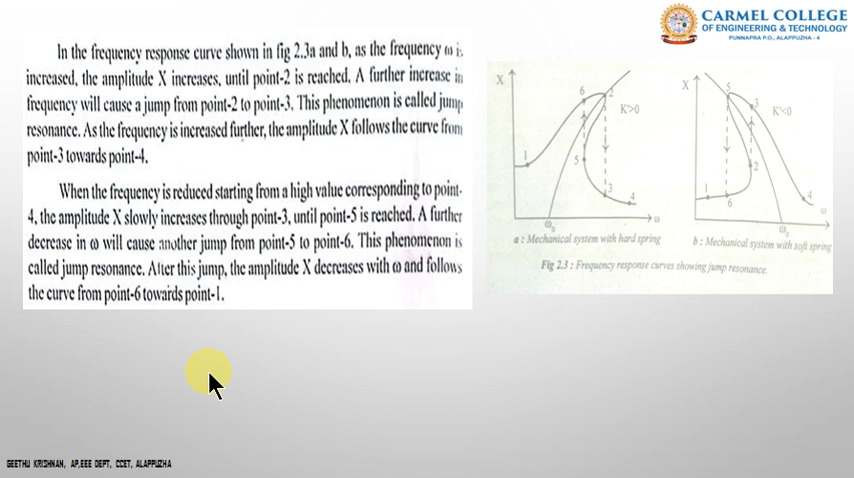 CARMEL COLLEGE
OF ENGINEERING & TECHNOLOGY
PUNNAPRA P.O., ALAPPUZHA - 4
In the frequency response curve shown in fig 2.3a and b, as the frequency ω is
increased, the amplitude X increases, until point-2 is reached. A further increase in
frequency will cause a jump from point-2 to point-3. This phenomenon is called jump
resonance. As the frequency is increased further, the amplitude X follows the curve from
point-3 towards point-4.
When the frequency is reduced starting from a high value corresponding to point-
4, the amplitude X slowly increases through point-3, until point-5 is reached. A further
decrease in ω will cause another jump from point-5 to point-6. This phenomenon is
called jump resonance. After this jump, the amplitude X decreases with ω and follows
the curve from point-6 towards point-1.
X
6
2
K'>0
1
5
3
4
ω₀
ω
a : Mechanical system with hard spring
X
5
3
K'<0
2
1
6
4
ω
ω₀
b : Mechanical system with soft spring
Fig 2.3 : Frequency response curves showing jump resonance.
GEETHU KRISHNAN, AP,EEE DEPT, CCET, ALAPPUZHA